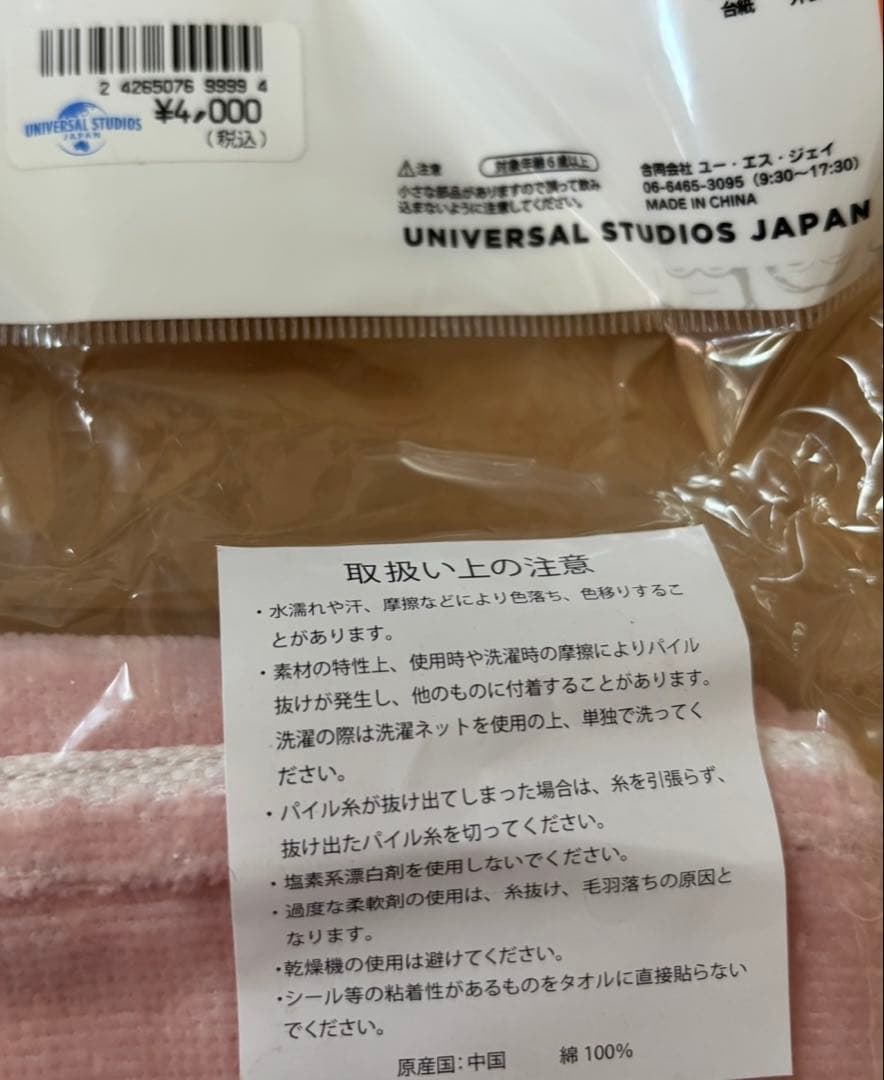 台紙
2 4265076 9999 4
UNIVERSAL STUDIOS
JAPAN
¥4,000
(税込)
⚠注意 対象年齢6歳以上
小さな部品がありますので誤って飲み
込まないように注意してください。
合同会社 ユー・エス・ジェイ
06-6465-3095 (9:30~17:30)
MADE IN CHINA
UNIVERSAL STUDIOS JAPAN
取扱い上の注意
・水濡れや汗、摩擦などにより色落ち、色移りするこ
とがあります。
・素材の特性上、使用時や洗濯時の摩擦によりパイル
抜けが発生し、他のものに付着することがあります。
洗濯の際は洗濯ネットを使用の上、単独で洗ってく
ださい。
・パイル糸が抜け出てしまった場合は、糸を引張らず、
抜け出たパイル糸を切ってください。
・塩素系漂白剤を使用しないでください。
・過度な柔軟剤の使用は、糸抜け、毛羽落ちの原因と
なります。
・乾燥機の使用は避けてください。
・シール等の粘着性があるものをタオルに直接貼らない
でください。
原産国：中国 綿 100%